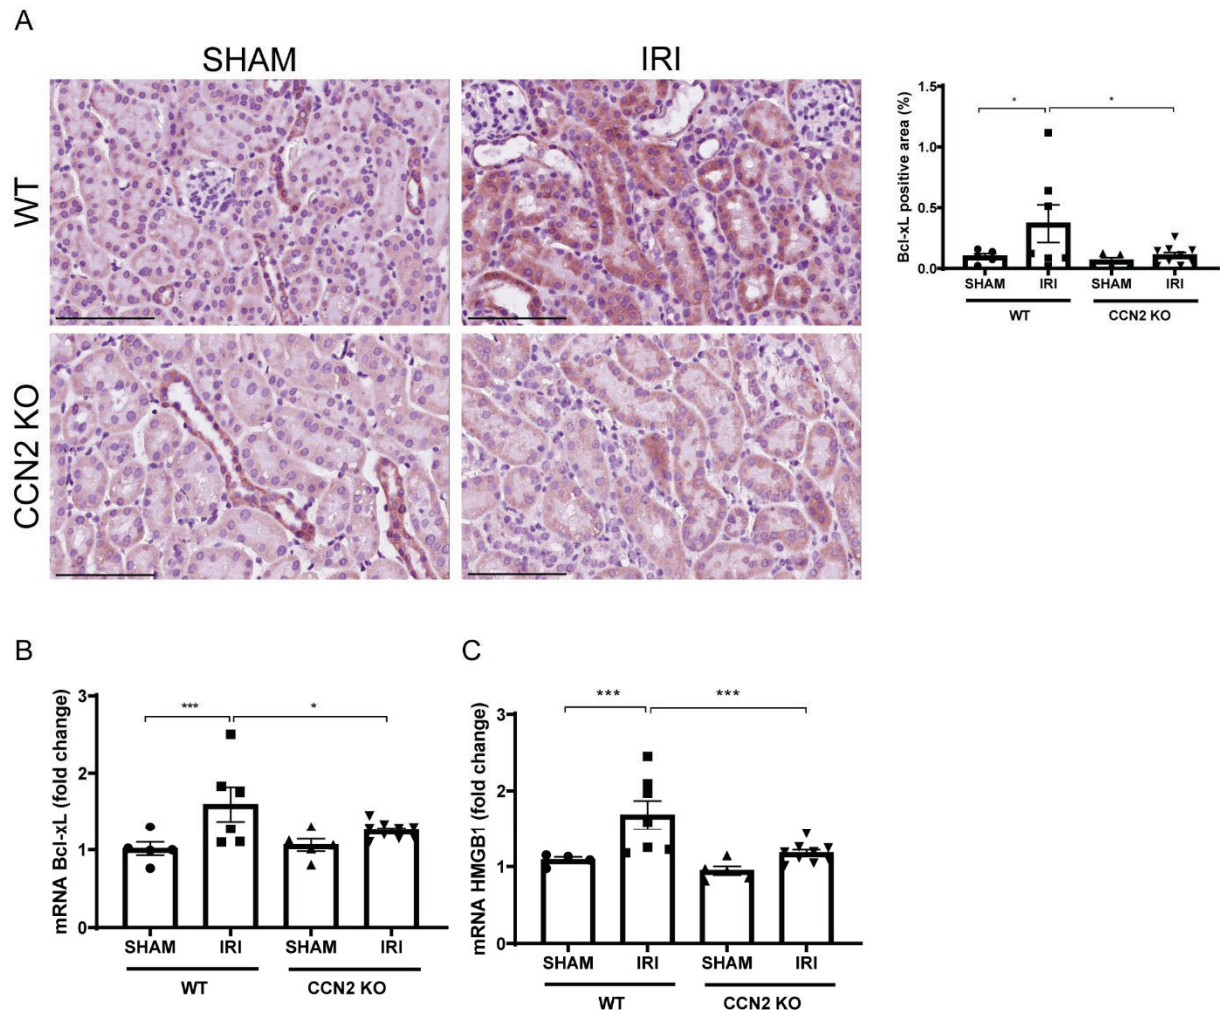 A
SHAM
IRI
WT
CCN2 KO
Bcl-xL positive area (%)
1.5
1.0
0.5
0.0
*
*
SHAM
IRI
SHAM
IRI
WT
CCN2 KO
B
mRNA Bcl-xL (fold change)
3
2
1
0
***
*
SHAM
IRI
SHAM
IRI
WT
CCN2 KO
C
mRNA HMGB1 (fold change)
3
2
1
0
***
***
SHAM
IRI
SHAM
IRI
WT
CCN2 KO